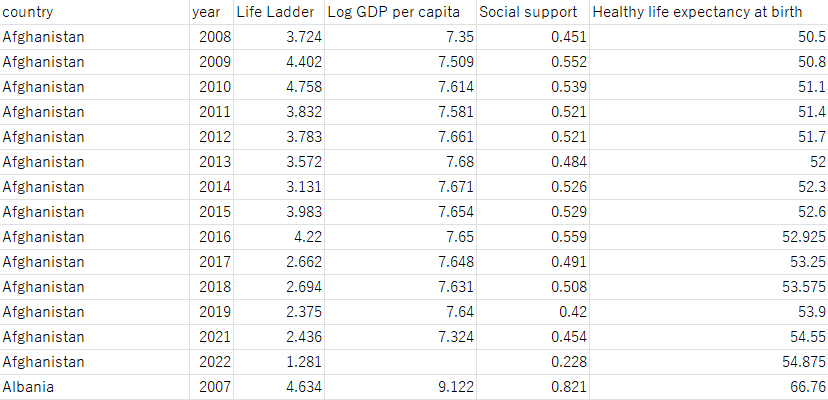 country year Life Ladder Log GDP per capita Social support Healthy life expectancy at birth
Afghanistan 2008 3.724 7.35 0.451 50.5
Afghanistan 2009 4.402 7.509 0.552 50.8
Afghanistan 2010 4.758 7.614 0.539 51.1
Afghanistan 2011 3.832 7.581 0.521 51.4
Afghanistan 2012 3.783 7.661 0.521 51.7
Afghanistan 2013 3.572 7.68 0.484 52
Afghanistan 2014 3.131 7.671 0.526 52.3
Afghanistan 2015 3.983 7.654 0.529 52.6
Afghanistan 2016 4.22 7.65 0.559 52.925
Afghanistan 2017 2.662 7.648 0.491 53.25
Afghanistan 2018 2.694 7.631 0.508 53.575
Afghanistan 2019 2.375 7.64 0.42 53.9
Afghanistan 2021 2.436 7.324 0.454 54.55
Afghanistan 2022 1.281 0.228 54.875
Albania 2007 4.634 9.122 0.821 66.76